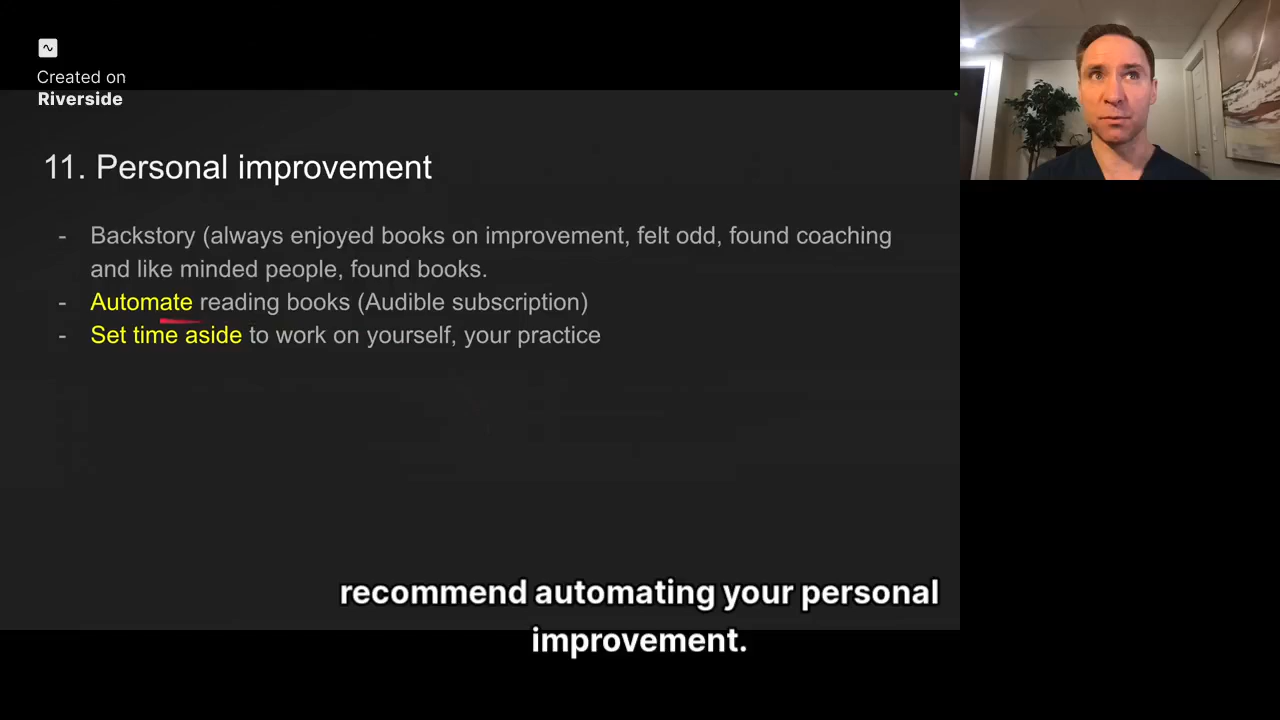 Created on
Riverside
11. Personal improvement
- Backstory (always enjoyed books on improvement, felt odd, found coaching
and like minded people, found books.
- Automate reading books (Audible subscription)
- Set time aside to work on yourself, your practice
recommend automating your personal
improvement.